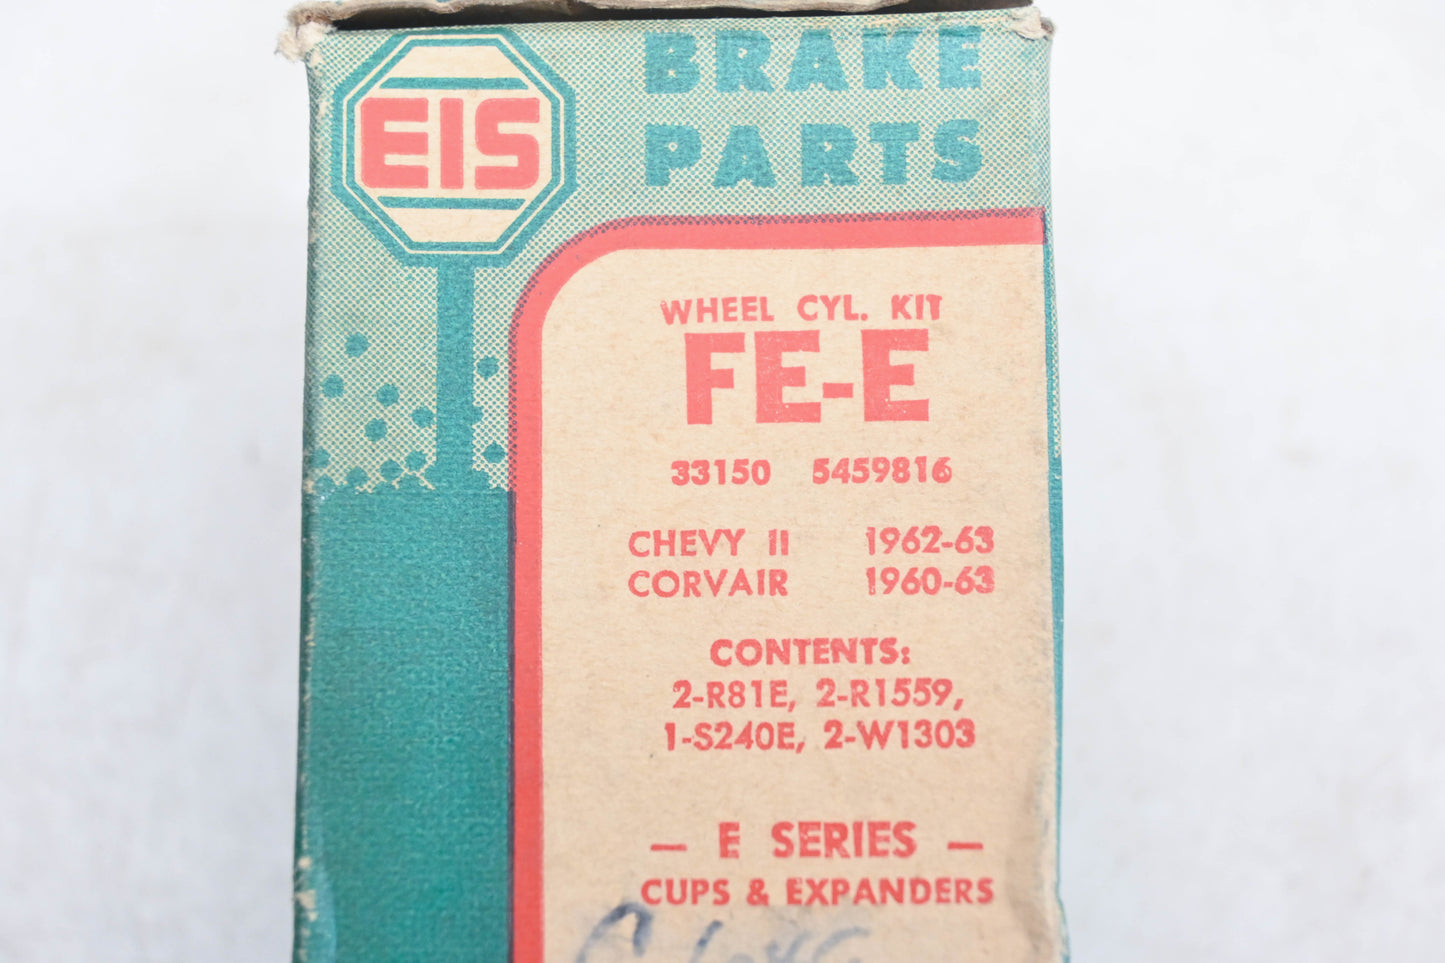 EIS
BRAKE
PARTS
WHEEL CYL. KIT
FE-E
33150 5459816
CHEVY II 1962-63
CORVAIR 1960-63
CONTENTS:
2-R81E, 2-R1559,
1-S240E, 2-W1303
— E SERIES —
CUPS & EXPANDERS